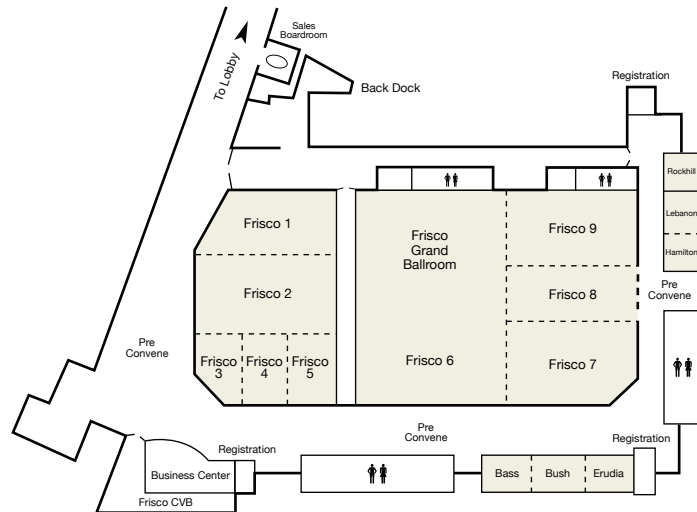 Sales
Boardroom
To Lobby
Back Dock
Registration
Rockhill
Lebanon
Hamilton
Frisco 1
Frisco
Grand
Ballroom
Frisco 9
Frisco 2
Frisco 8
Pre
Convene
Pre
Convene
Frisco
3
Frisco
4
Frisco
5
Frisco 6
Frisco 7
Pre
Convene
Registration
Registration
Business Center
Bass
Bush
Erudia
Frisco CVB